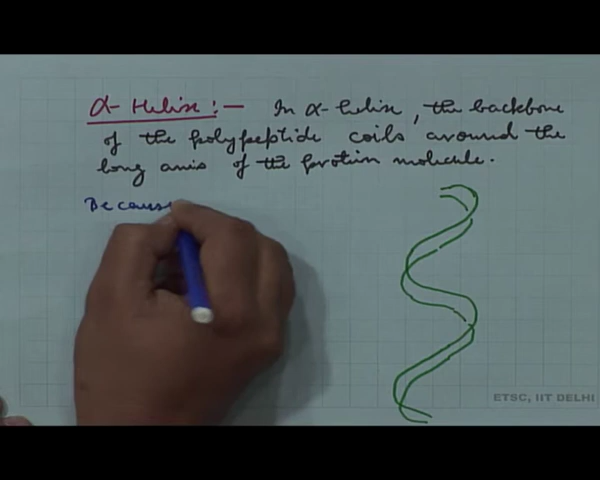 α- Helix :- In α-helix, the backbone
of the polypeptide coils around the
long axis of the protein molecule.
Because
ETSC, IIT DELHI